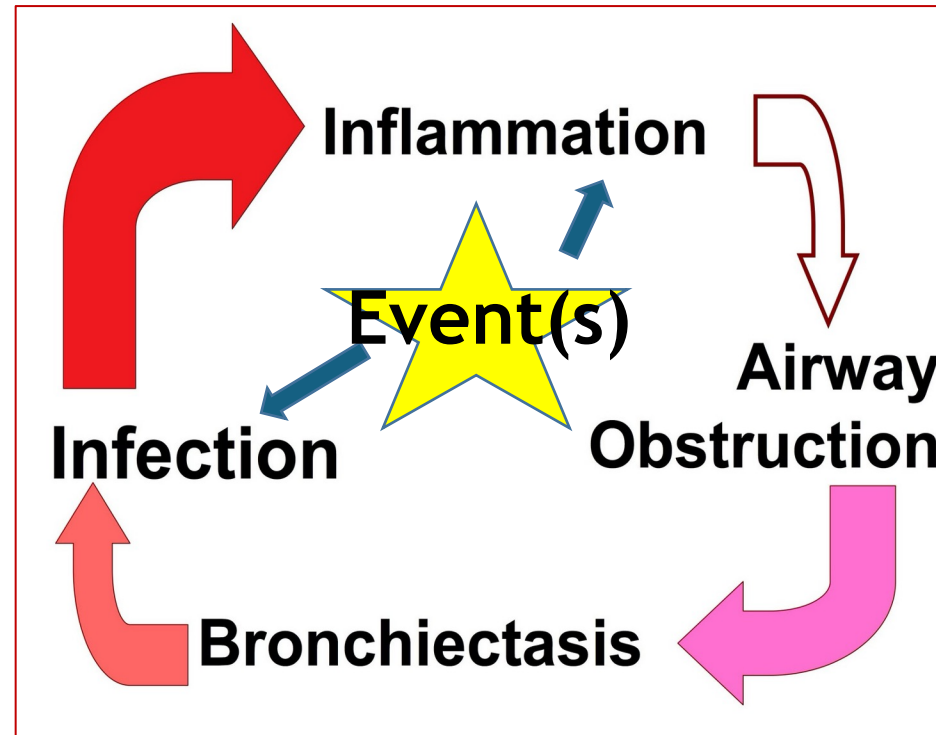 Inflammation
Event(s)
Airway
Obstruction
Infection
Bronchiectasis